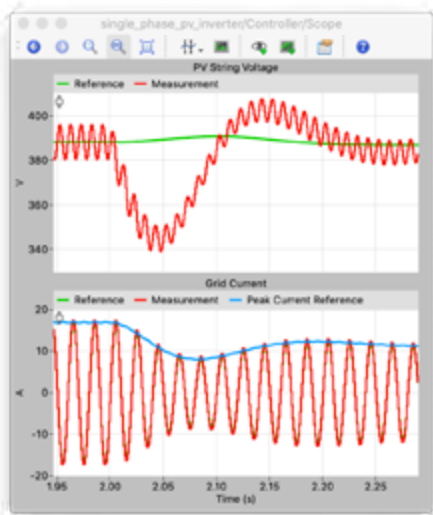 single_phase_pv_inverter/Controller/Scope
PV String Voltage
Reference Measurement
400
380
360
340
V
Grid Current
Reference Measurement Peak Current Reference
20
10
0
-10
-20
A
1.95 2.00 2.05 2.10 2.15 2.20 2.25
Time (s)